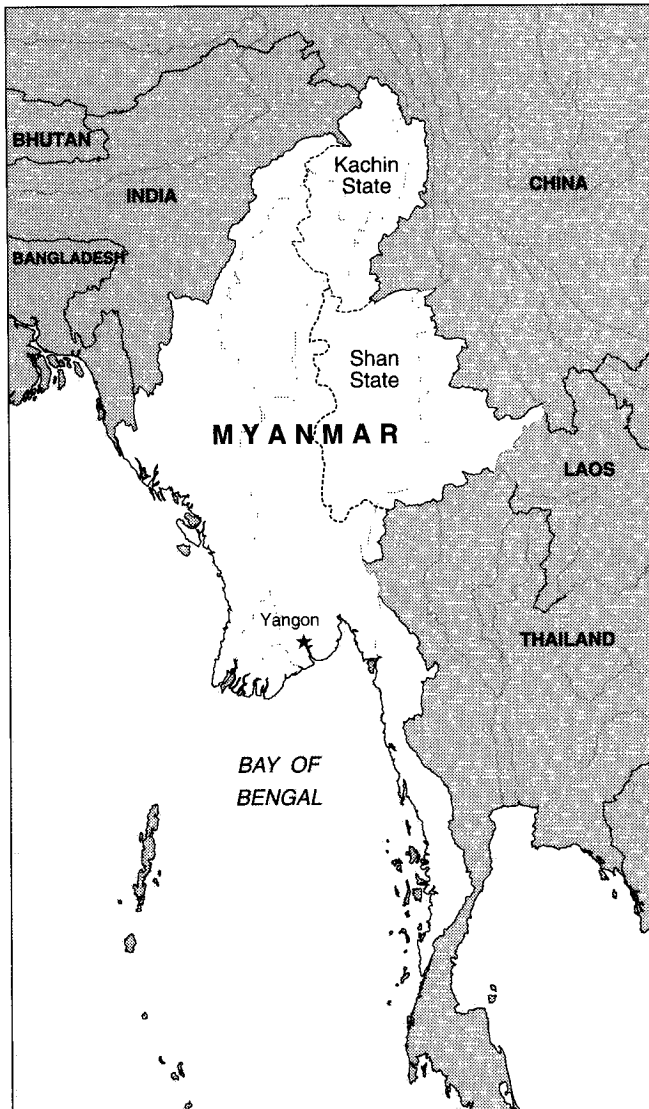 BHUTAN
Kachin
State
INDIA
CHINA
BANGLADESH
Shan
State
MYANMAR
LAOS
Yangon
THAILAND
BAY OF
BENGAL